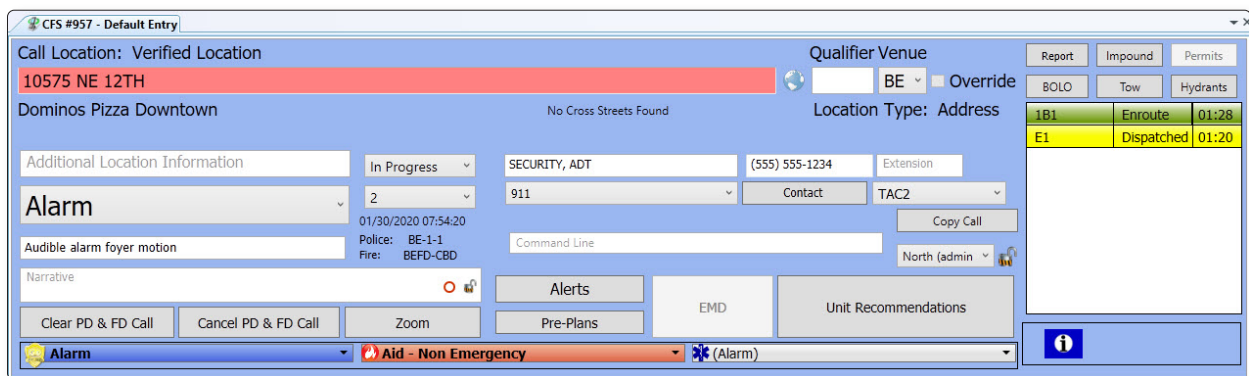 CFS #957 - Default Entry
Call Location: Verified Location
Qualifier Venue
Report
Impound
Permits
10575 NE 12TH
BE
Override
BOLO
Tow
Hydrants
Dominos Pizza Downtown
No Cross Streets Found
Location Type: Address
1B1 Enroute 01:28
E1 Dispatched 01:20
Additional Location Information
In Progress
SECURITY, ADT
(555) 555-1234
Extension
Alarm
2
911
Contact
TAC2
01/30/2020 07:54:20
Copy Call
Police: BE-1-1
Fire: BEFD-CBD
Audible alarm foyer motion
Command Line
North (admin
Narrative
Alerts
EMD
Unit Recommendations
Clear PD & FD Call
Cancel PD & FD Call
Zoom
Pre-Plans
Alarm
Aid - Non Emergency
(Alarm)